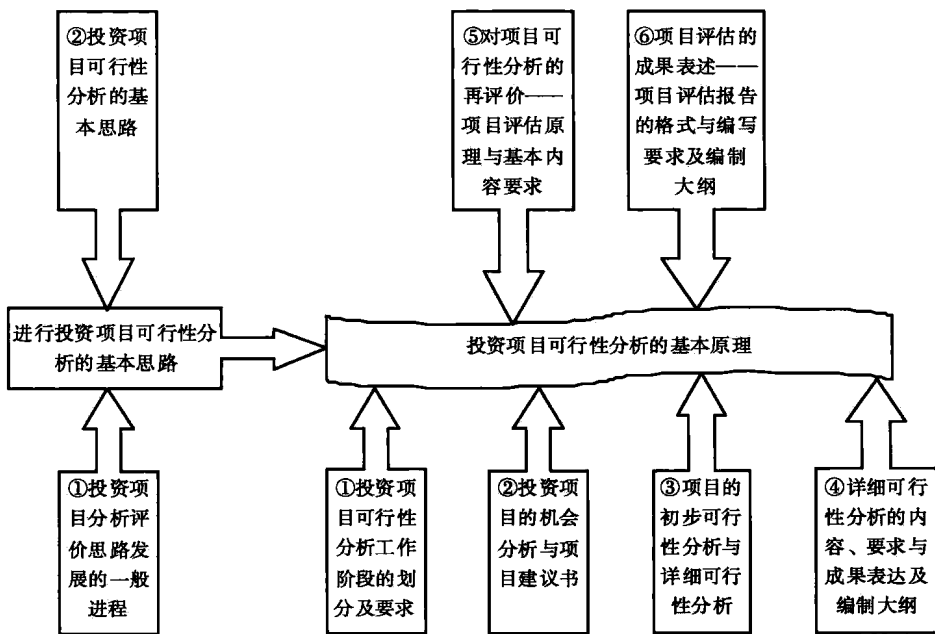 ②投资项
目可行性
分析的基
本思路
⑤对项目可
行性分析的
再评价——
项目评估原
理与基本内
容要求
⑥项目评估的
成果表述——
项目评估报告
的格式与编写
要求及编制
大纲
进行投资项目可行性分
析的基本思路
投资项目可行性分析的基本原理
①投资项
目分析评
价思路发
展的一般
进程
①投资项
目可行性
分析工作
阶段的划
分及要求
②投资项
目的机会
分析与项
目建议书
③项目的
初步可行
性分析与
详细可行
性分析
④详细可行
性分析的内
容、要求与
成果表达及
编制大纲